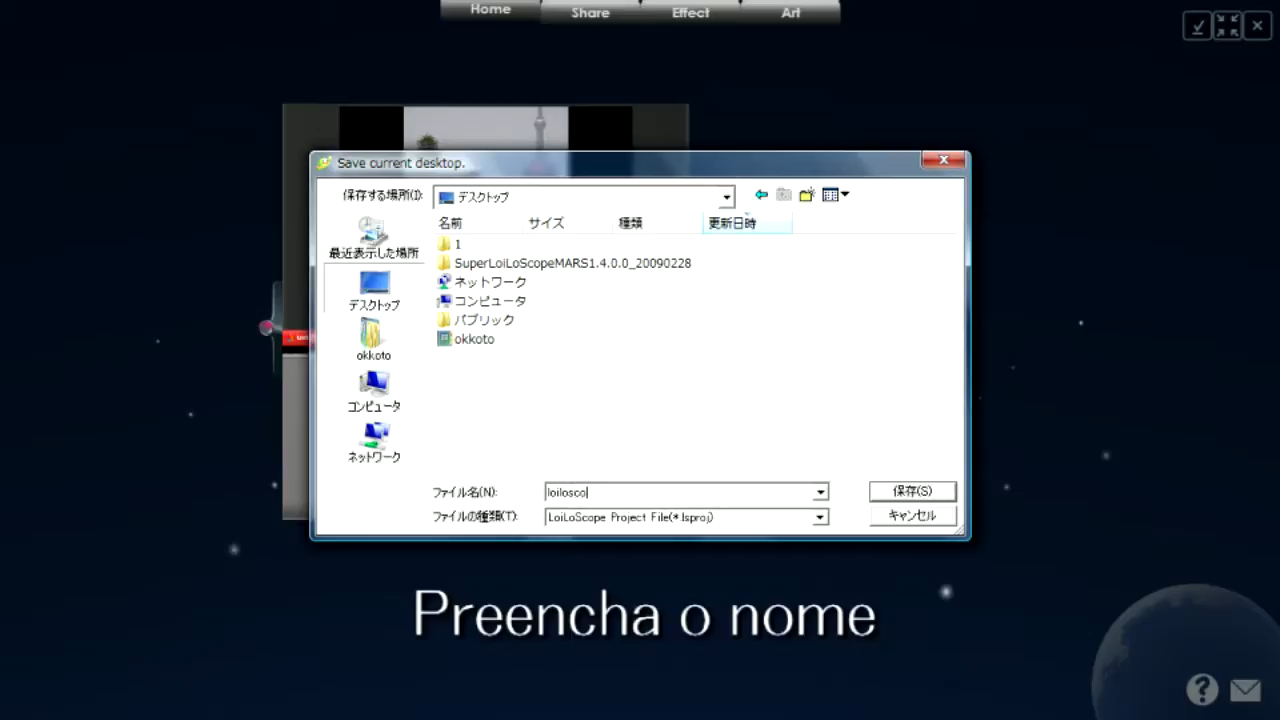 Home Share Effect Art
Save current desktop.
保存する場所(I): デスクトップ
名前 サイズ 種類 更新日時
最近表示した場所
デスクトップ
okkoto
コンピュータ
ネットワーク
1
SuperLoiLoScopeMARS1.4.0.0_20090228
ネットワーク
コンピュータ
パブリック
okkoto
ファイル名(N): loilosco 保存(S)
ファイルの種類(T): LoiLoScope Project File(*.lsproj) キャンセル
Preencha o nome